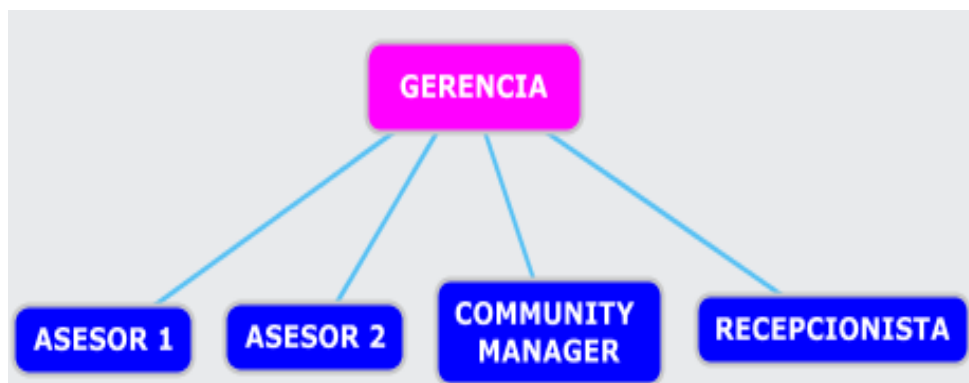 GERENCIA
ASESOR 1
ASESOR 2
COMMUNITY
MANAGER
RECEPCIONISTA